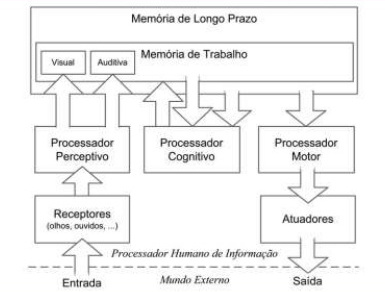 Memória de Longo Prazo
Memória de Trabalho
Visual
Auditiva
Processador
Perceptivo
Processador
Cognitivo
Processador
Motor
Receptores
(olhos, ouvidos, ...)
Atuadores
Processador Humano de Informação
Mundo Externo
Entrada
Saída